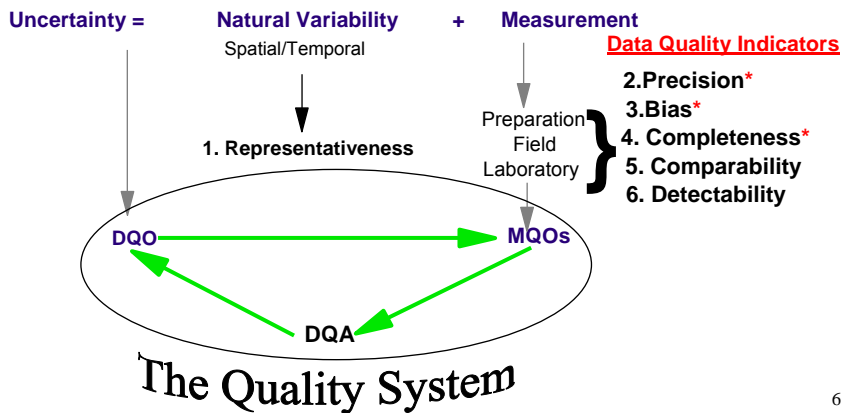 Uncertainty = Natural Variability + Measurement
Spatial/Temporal
Data Quality Indicators
1. Representativeness
Preparation
Field
Laboratory
}
2.Precision*
3.Bias*
4. Completeness*
5. Comparability
6. Detectability
DQO
MQOs
DQA
The Quality System
6